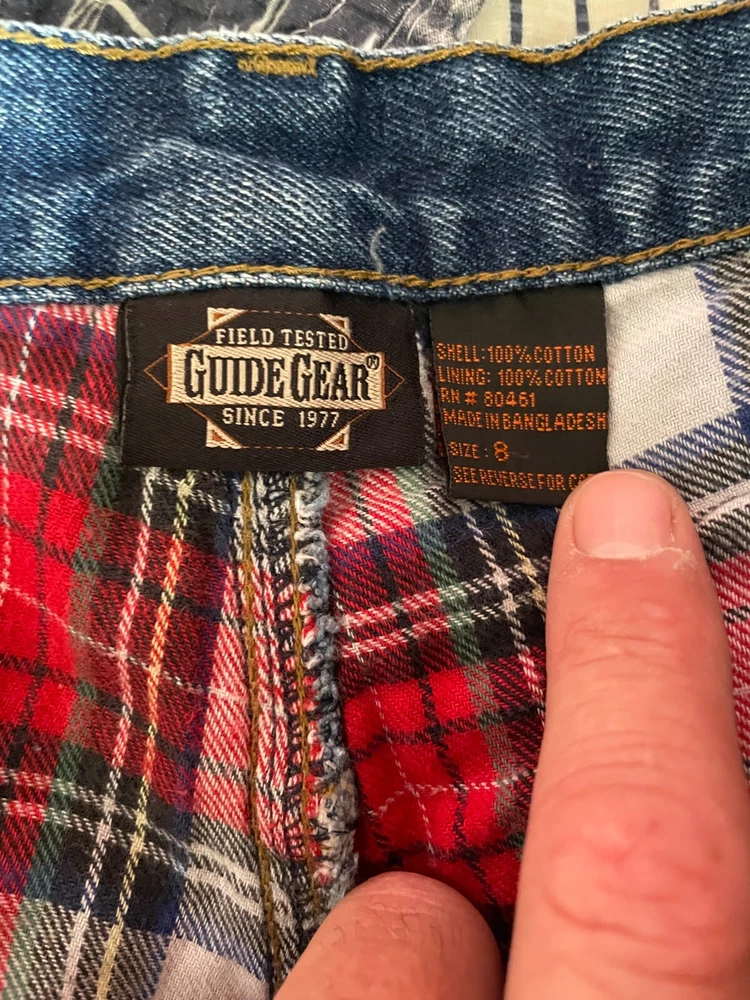 FIELD TESTED
GUIDE GEAR®
SINCE 1977
SHELL: 100% COTTON
LINING: 100% COTTON
RN # 80461
MADE IN BANGLADESH
SIZE : 8
SEE REVERSE FOR